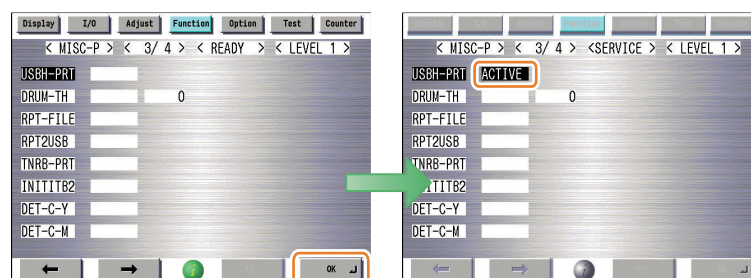 Display I/O Adjust Function Option Test Counter
< MISC-P > < 3/ 4 > < READY > < LEVEL 1 >
USBH-PRT
DRUM-TH 0
RPT-FILE
RPT2USB
TNRB-PRT
INITITB2
DET-C-Y
DET-C-M
OK
< MISC-P > < 3/ 4 > <SERVICE > < LEVEL 1 >
USBH-PRT ACTIVE
DRUM-TH 0
RPT-FILE
RPT2USB
TNRB-PRT
DET-C-Y
DET-C-M